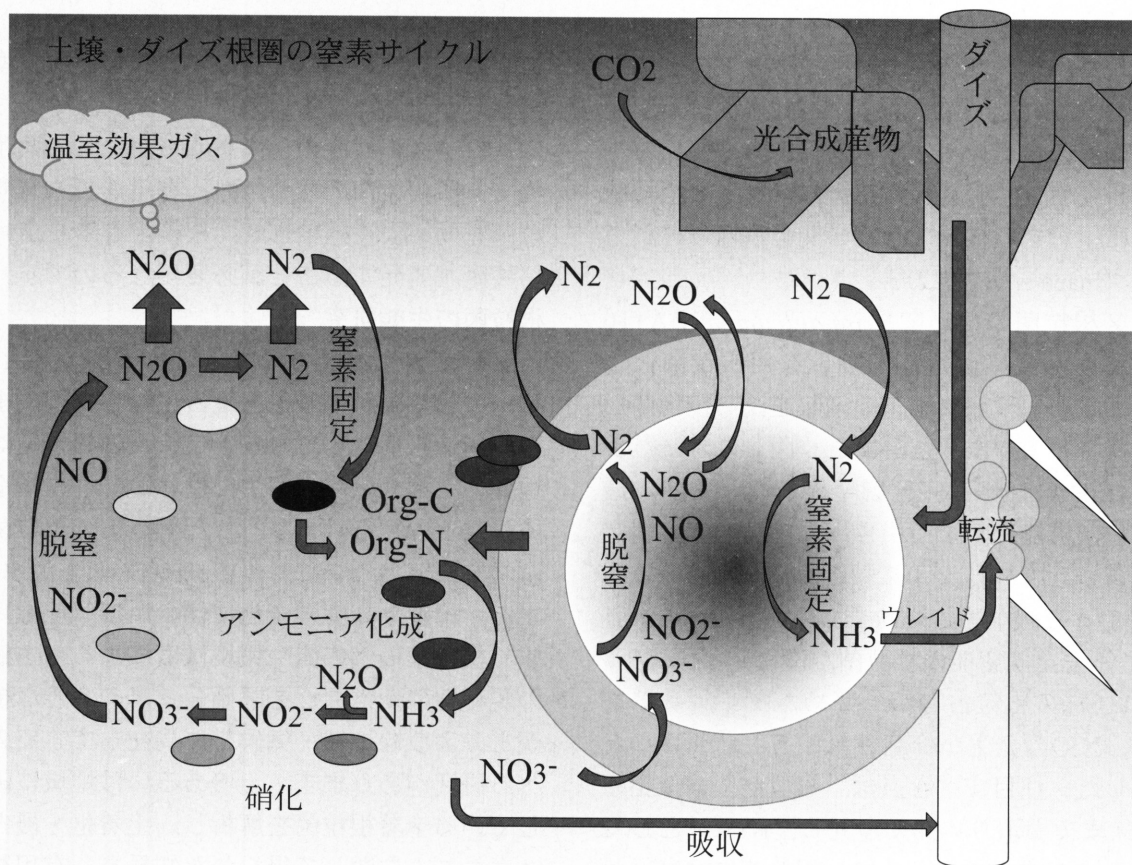 土壌・ダイズ根圏の窒素サイクル
ダイズ
CO2
光合成産物
温室効果ガス
N2O
N2
N2
N2O
N2
N2O
N2
窒素固定
N2
N2
N2O
NO
NO
Org-C
Org-N
脱窒
脱窒
窒素固定
転流
NO2-
アンモニア化成
NO2-
NH3
ウレイド
NO3-
N2O
NO3-
NO2-
NH3
NO3-
硝化
吸収